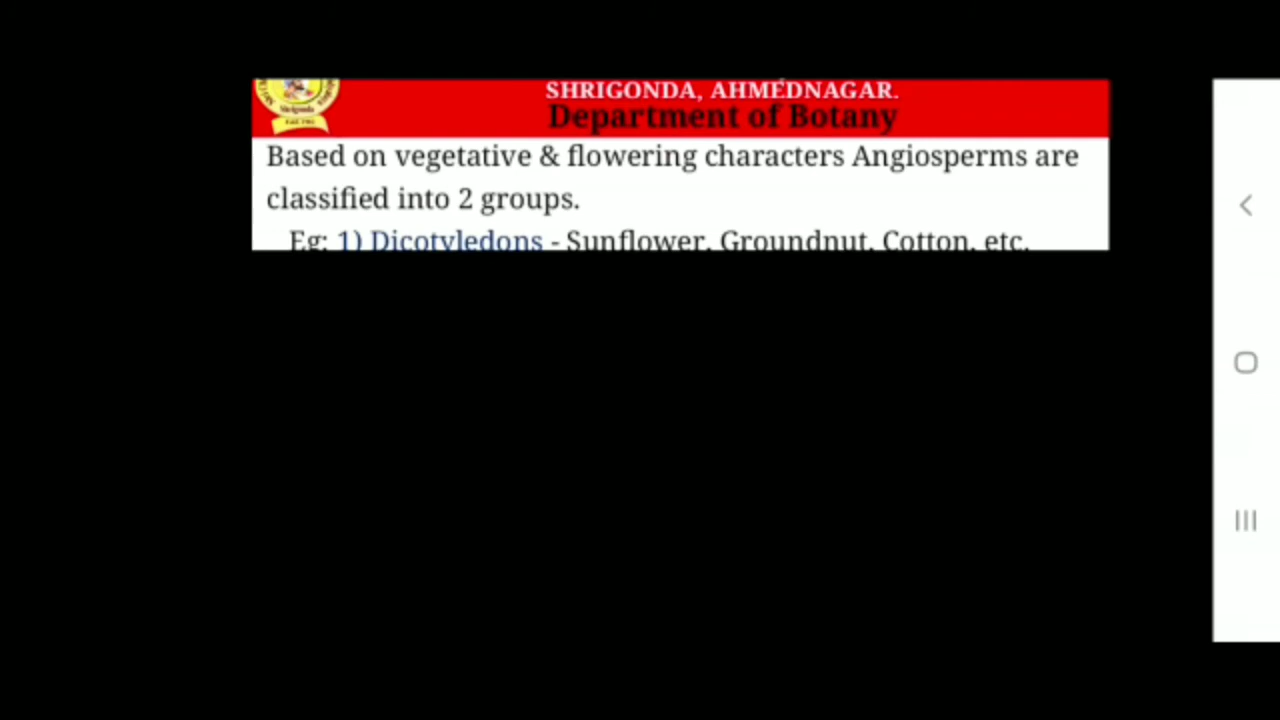 SHRIGONDA, AHMEDNAGAR.
Department of Botany
Shrigonda
Based on vegetative & flowering characters Angiosperms are
classified into 2 groups.
Eg: 1) Dicotyledons - Sunflower, Groundnut, Cotton, etc.